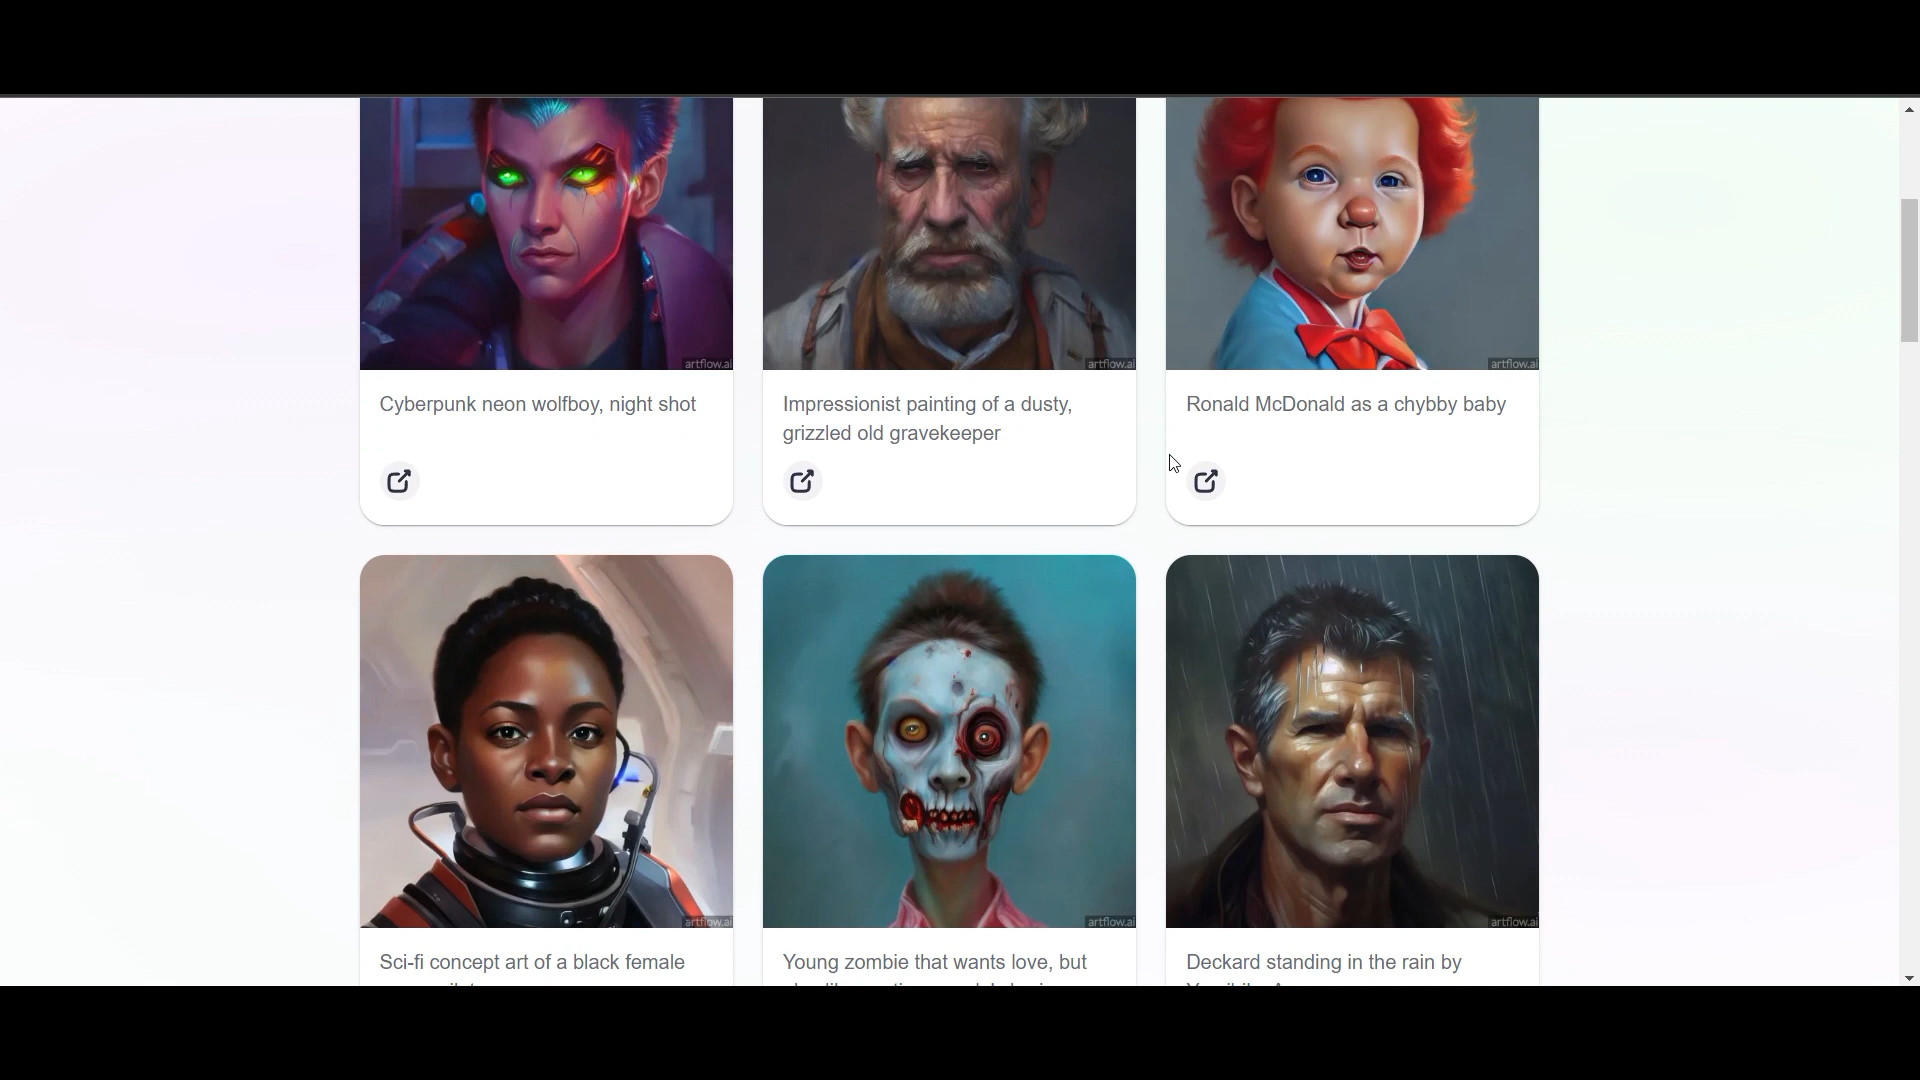 artflow.ai
artflow.ai
artflow.ai
Cyberpunk neon wolfboy, night shot
Impressionist painting of a dusty,
grizzled old gravekeeper
Ronald McDonald as a chybby baby
artflow.ai
artflow.ai
artflow.ai
Sci-fi concept art of a black female
Young zombie that wants love, but
Deckard standing in the rain by